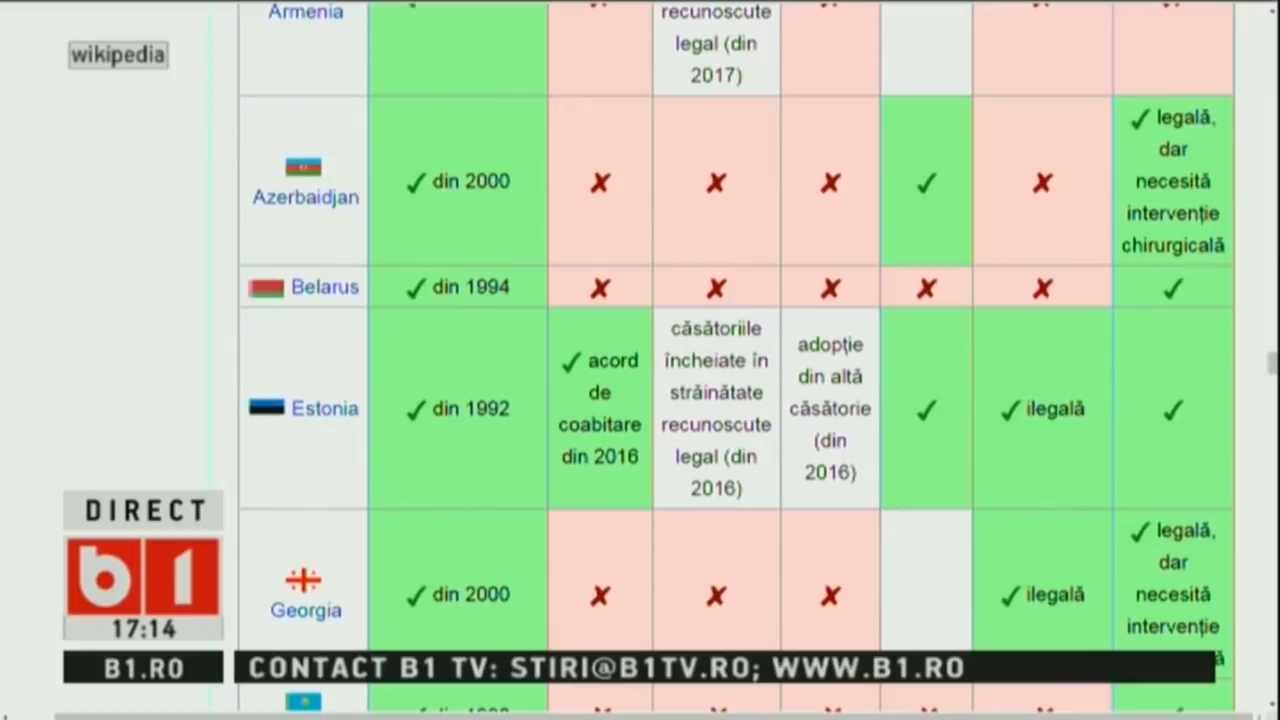 Armenia
recunoscute
legal (din
2017)
wikipedia
Azerbaidjan
✓ din 2000
✘
✘
✘
✓
✘
✓ legală,
dar
necesită
intervenție
chirurgicală
Belarus
✓ din 1994
✘
✘
✘
✘
✘
✓
Estonia
✓ din 1992
✓ acord
de
coabitare
din 2016
căsătoriile
încheiate în
străinătate
recunoscute
legal (din
2016)
adopție
din altă
căsătorie
(din
2016)
✓
✓ ilegală
✓
Georgia
✓ din 2000
✘
✘
✘
✓ ilegală
✓ legală,
dar
necesită
intervenție
DIRECT
b1
17:14
B1.RO
CONTACT B1 TV: STIRI@B1TV.RO; WWW.B1.RO